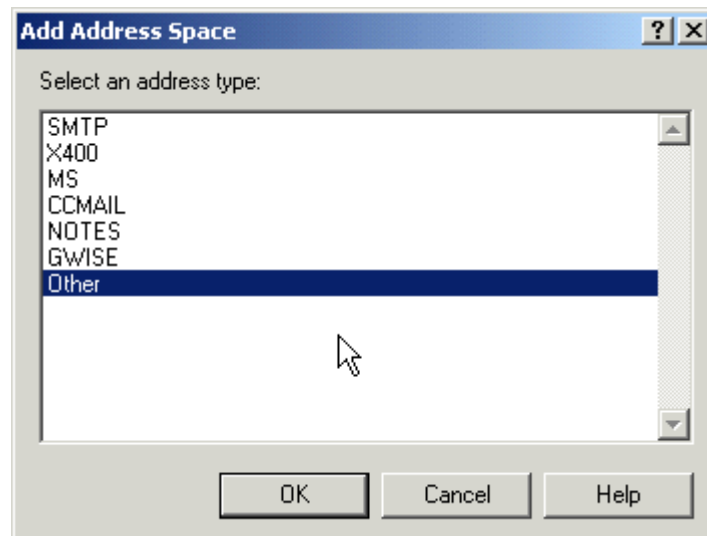 Add Address Space
Select an address type:
SMTP
X400
MS
CCMAIL
NOTES
GWISE
Other
OK Cancel Help